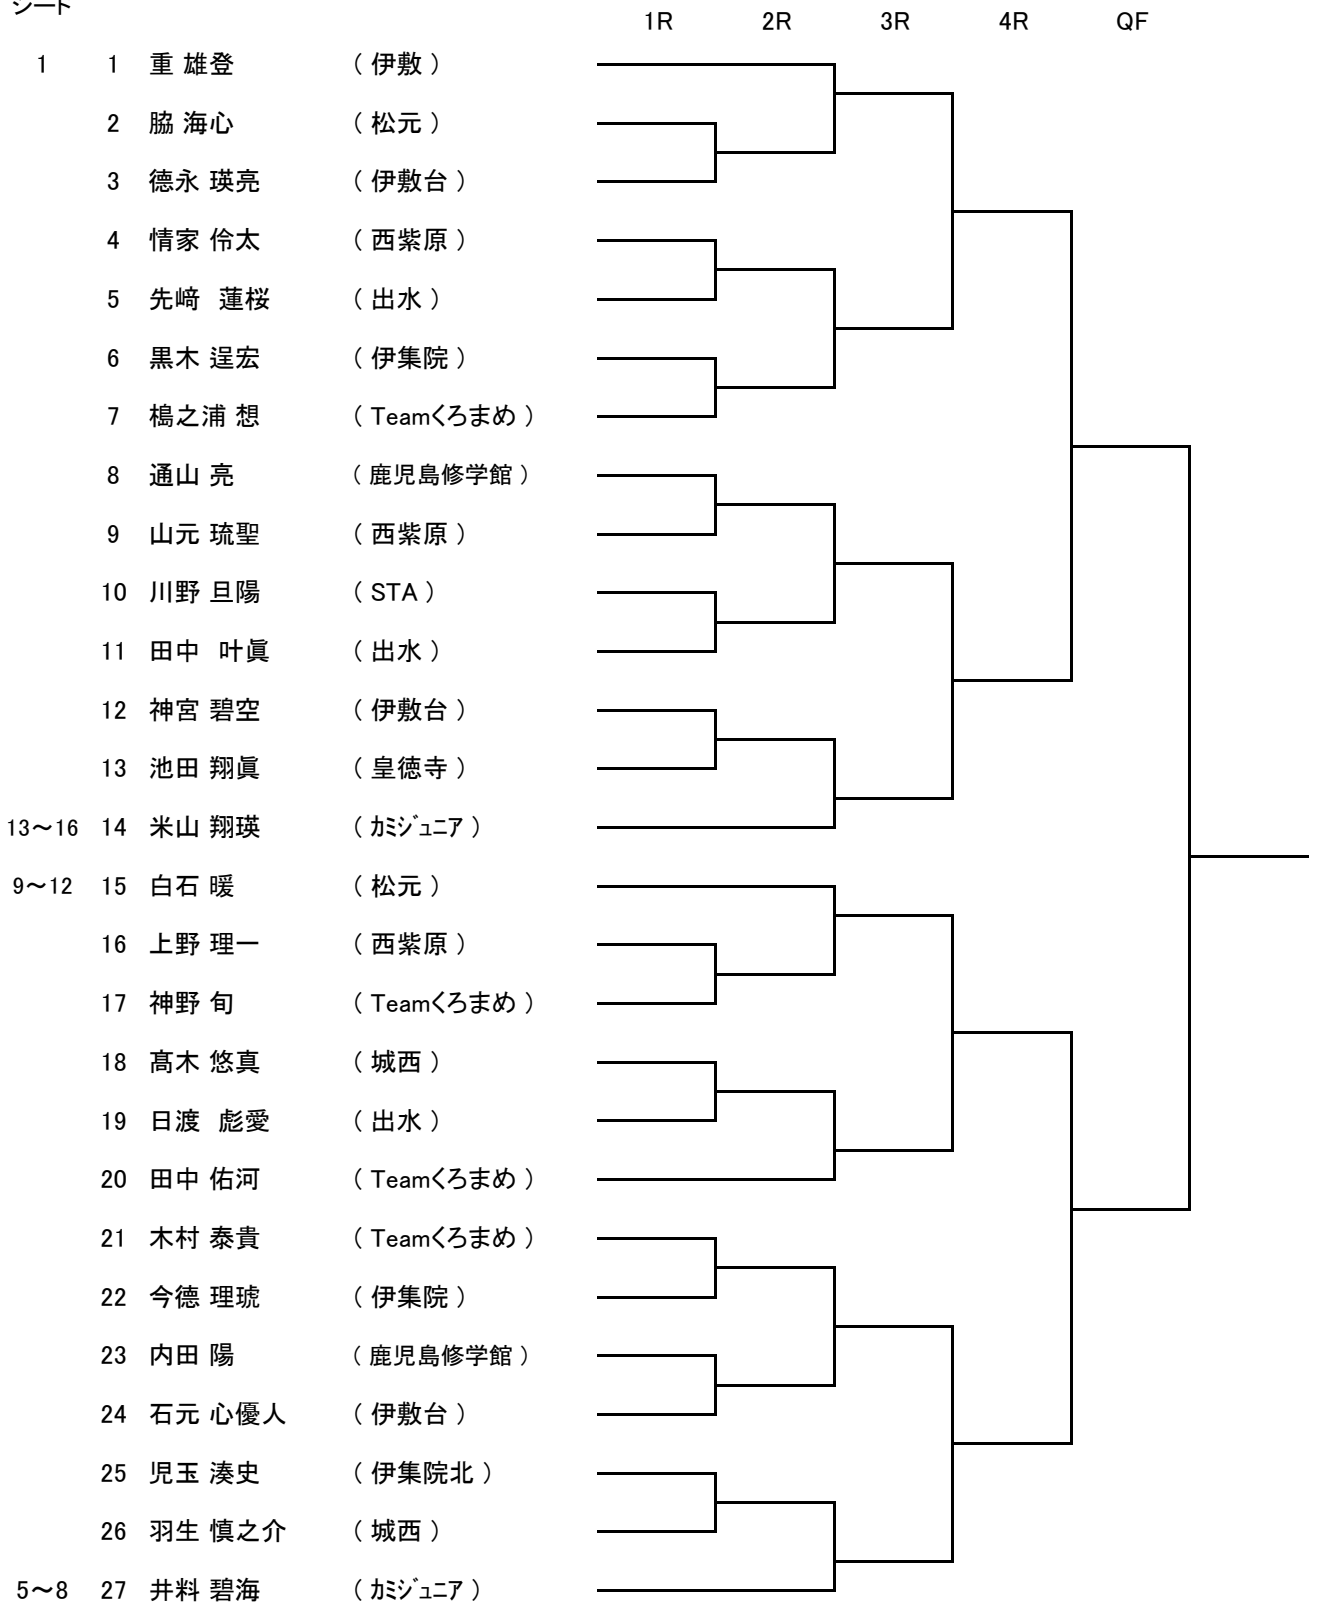 シード
1R 2R 3R 4R QF
1 1 重 雄登 ( 伊敷 )
2 脇 海心 ( 松元 )
3 德永 瑛亮 ( 伊敷台 )
4 情家 伶太 ( 西紫原 )
5 先﨑　蓮桜 ( 出水 )
6 黒木 逞宏 ( 伊集院 )
7 樢之浦 想 ( Teamくろまめ )
8 通山 亮 ( 鹿児島修学館 )
9 山元 琉聖 ( 西紫原 )
10 川野 旦陽 ( STA )
11 田中　叶眞 ( 出水 )
12 神宮 碧空 ( 伊敷台 )
13 池田 翔眞 ( 皇徳寺 )
13～16 14 米山 翔瑛 ( ｶﾐｼﾞｭﾆｱ )
9～12 15 白石 暖 ( 松元 )
16 上野 理一 ( 西紫原 )
17 神野 旬 ( Teamくろまめ )
18 髙木 悠真 ( 城西 )
19 日渡　彪愛 ( 出水 )
20 田中 佑河 ( Teamくろまめ )
21 木村 泰貴 ( Teamくろまめ )
22 今德 理琥 ( 伊集院 )
23 内田 陽 ( 鹿児島修学館 )
24 石元 心優人 ( 伊敷台 )
25 児玉 湊史 ( 伊集院北 )
26 羽生 慎之介 ( 城西 )
5～8 27 井料 碧海 ( ｶﾐｼﾞｭﾆｱ )